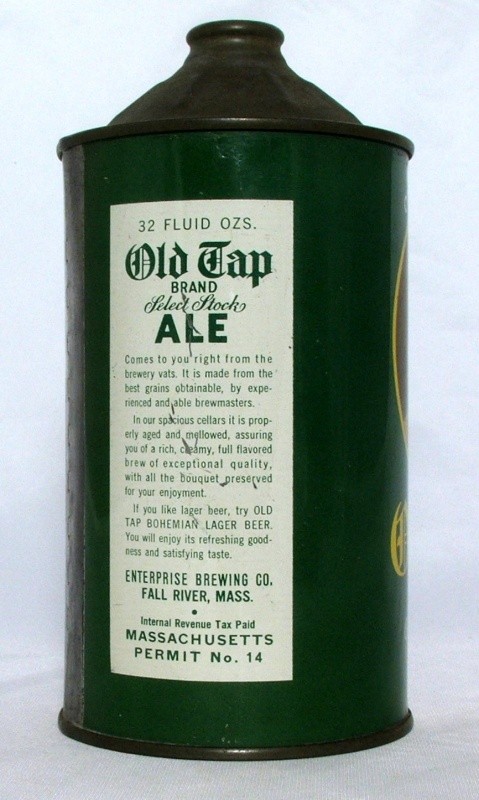 32 FLUID OZS.
Old Tap
BRAND
Select Stock
ALE
Comes to you right from the
brewery vats. It is made from the
best grains obtainable, by expe-
rienced and able brewmasters.
In our spacious cellars it is prop-
erly aged and mellowed, assuring
you of a rich, creamy, full flavored
brew of exceptional quality,
with all the bouquet preserved
for your enjoyment.
If you like lager beer, try OLD
TAP BOHEMIAN LAGER BEER.
You will enjoy its refreshing good-
ness and satisfying taste.
ENTERPRISE BREWING CO.
FALL RIVER, MASS.
•
Internal Revenue Tax Paid
MASSACHUSETTS
PERMIT No. 14